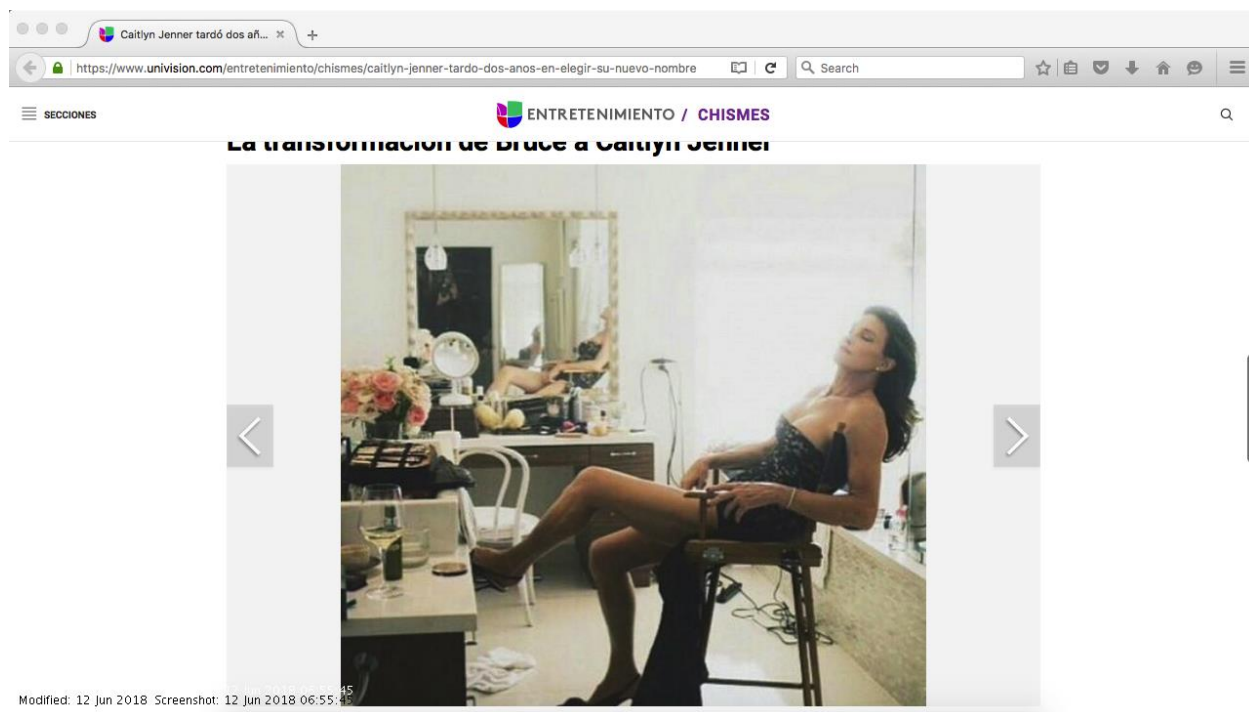 Caitlyn Jenner tardó dos añ...
https://www.univision.com/entretenimiento/chismes/caitlyn-jenner-tardo-dos-anos-en-elegir-su-nuevo-nombre
Search
SECCIONES
ENTRETENIMIENTO / CHISMES
La transformación de Bruce a Caitlyn Jenner
Modified: 12 Jun 2018 Screenshot: 12 Jun 2018 06:55:45